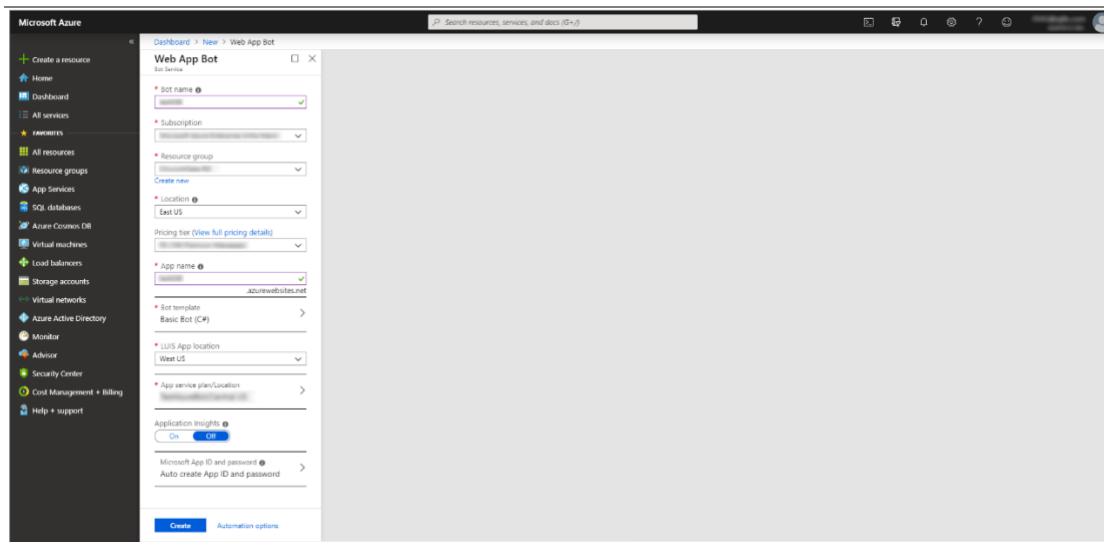 Microsoft Azure
Search resources, services, and docs (G+/)
Dashboard > New > Web App Bot
Web App Bot
Bot Service
Create a resource
Home
Dashboard
All services
FAVORITES
All resources
Resource groups
App Services
SQL databases
Azure Cosmos DB
Virtual machines
Load balancers
Storage accounts
Virtual networks
Azure Active Directory
Monitor
Advisor
Security Center
Cost Management + Billing
Help + support
* Bot name
* Subscription
* Resource group
Create new
* Location
East US
Pricing tier (View full pricing details)
* App name
.azurewebsites.net
* Bot template
Basic Bot (C#)
* LUIS App location
West US
* App service plan/Location
Application Insights
On Off
Microsoft App ID and password
Auto create App ID and password
Create Automation options